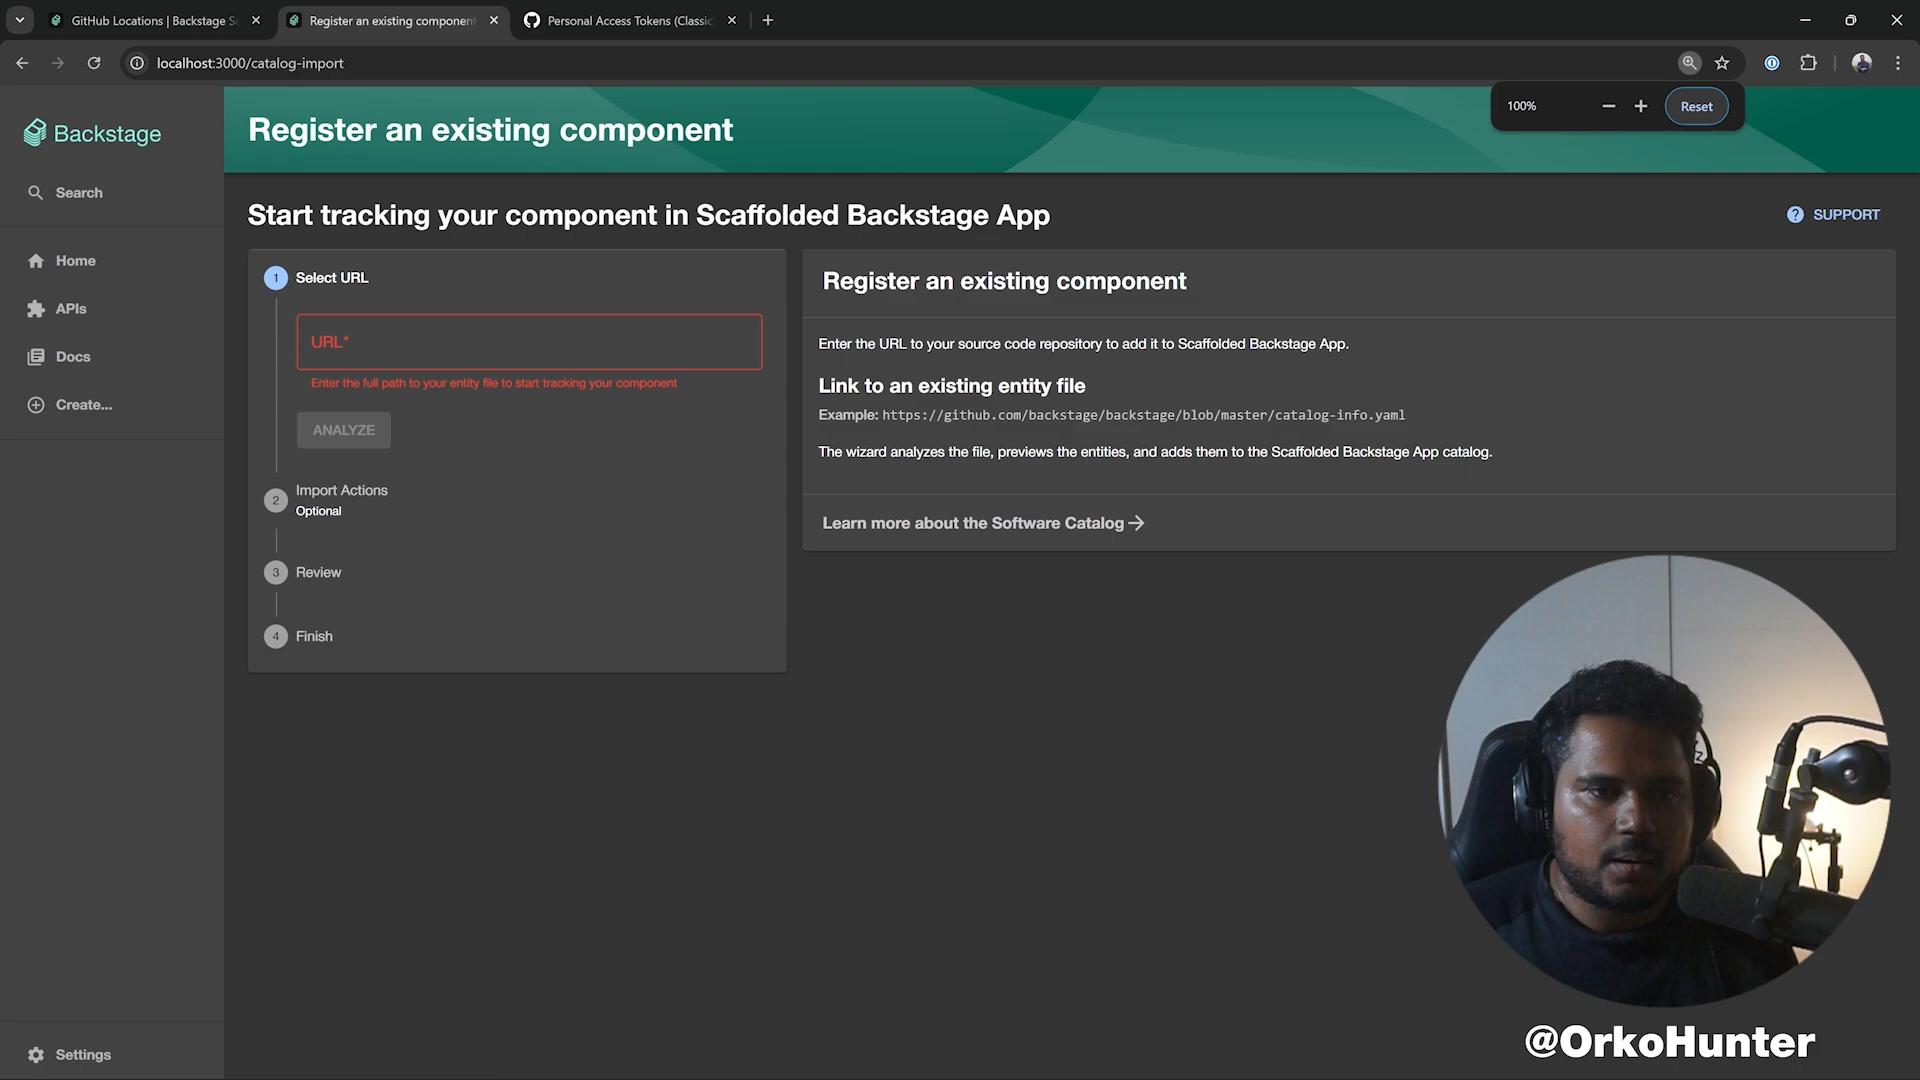 GitHub Locations | Backstage S
Register an existing component
Personal Access Tokens (Classic
localhost:3000/catalog-import
100%
Reset
Backstage
Register an existing component
Search
Start tracking your component in Scaffolded Backstage App
SUPPORT
Home
APIs
Docs
Create...
1 Select URL
URL*
Enter the full path to your entity file to start tracking your component
ANALYZE
2 Import Actions
Optional
3 Review
4 Finish
Register an existing component
Enter the URL to your source code repository to add it to Scaffolded Backstage App.
Link to an existing entity file
Example: https://github.com/backstage/backstage/blob/master/catalog-info.yaml
The wizard analyzes the file, previews the entities, and adds them to the Scaffolded Backstage App catalog.
Learn more about the Software Catalog
Settings
@OrkoHunter